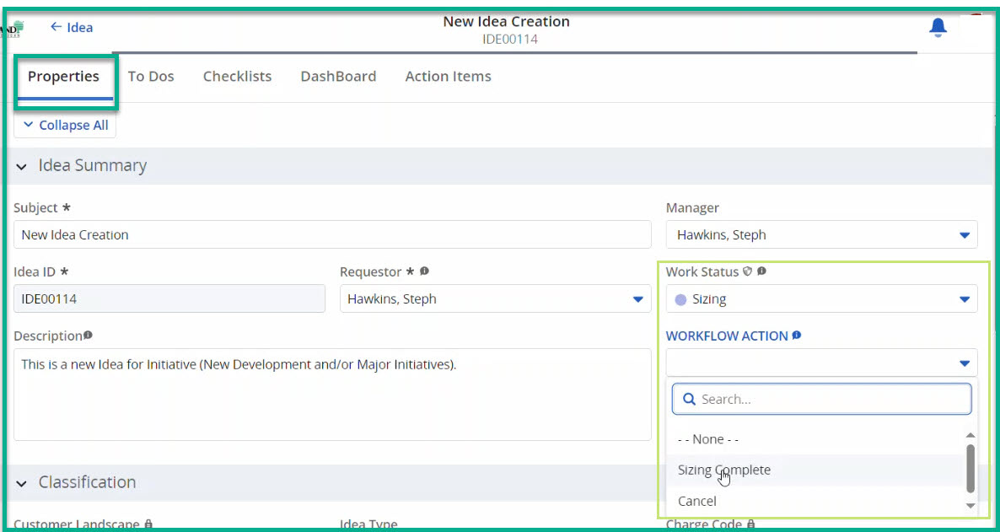 Idea
New Idea Creation
IDE00114
Properties
To Dos
Checklists
DashBoard
Action Items
Collapse All
Idea Summary
Subject *
Manager
New Idea Creation
Hawkins, Steph
Idea ID *
Requestor *
Work Status
IDE00114
Hawkins, Steph
Sizing
Description
WORKFLOW ACTION
This is a new Idea for Initiative (New Development and/or Major Initiatives).
Search...
- - None - -
Sizing Complete
Cancel
Classification
Customer Landscape
Idea Type
Charge Code